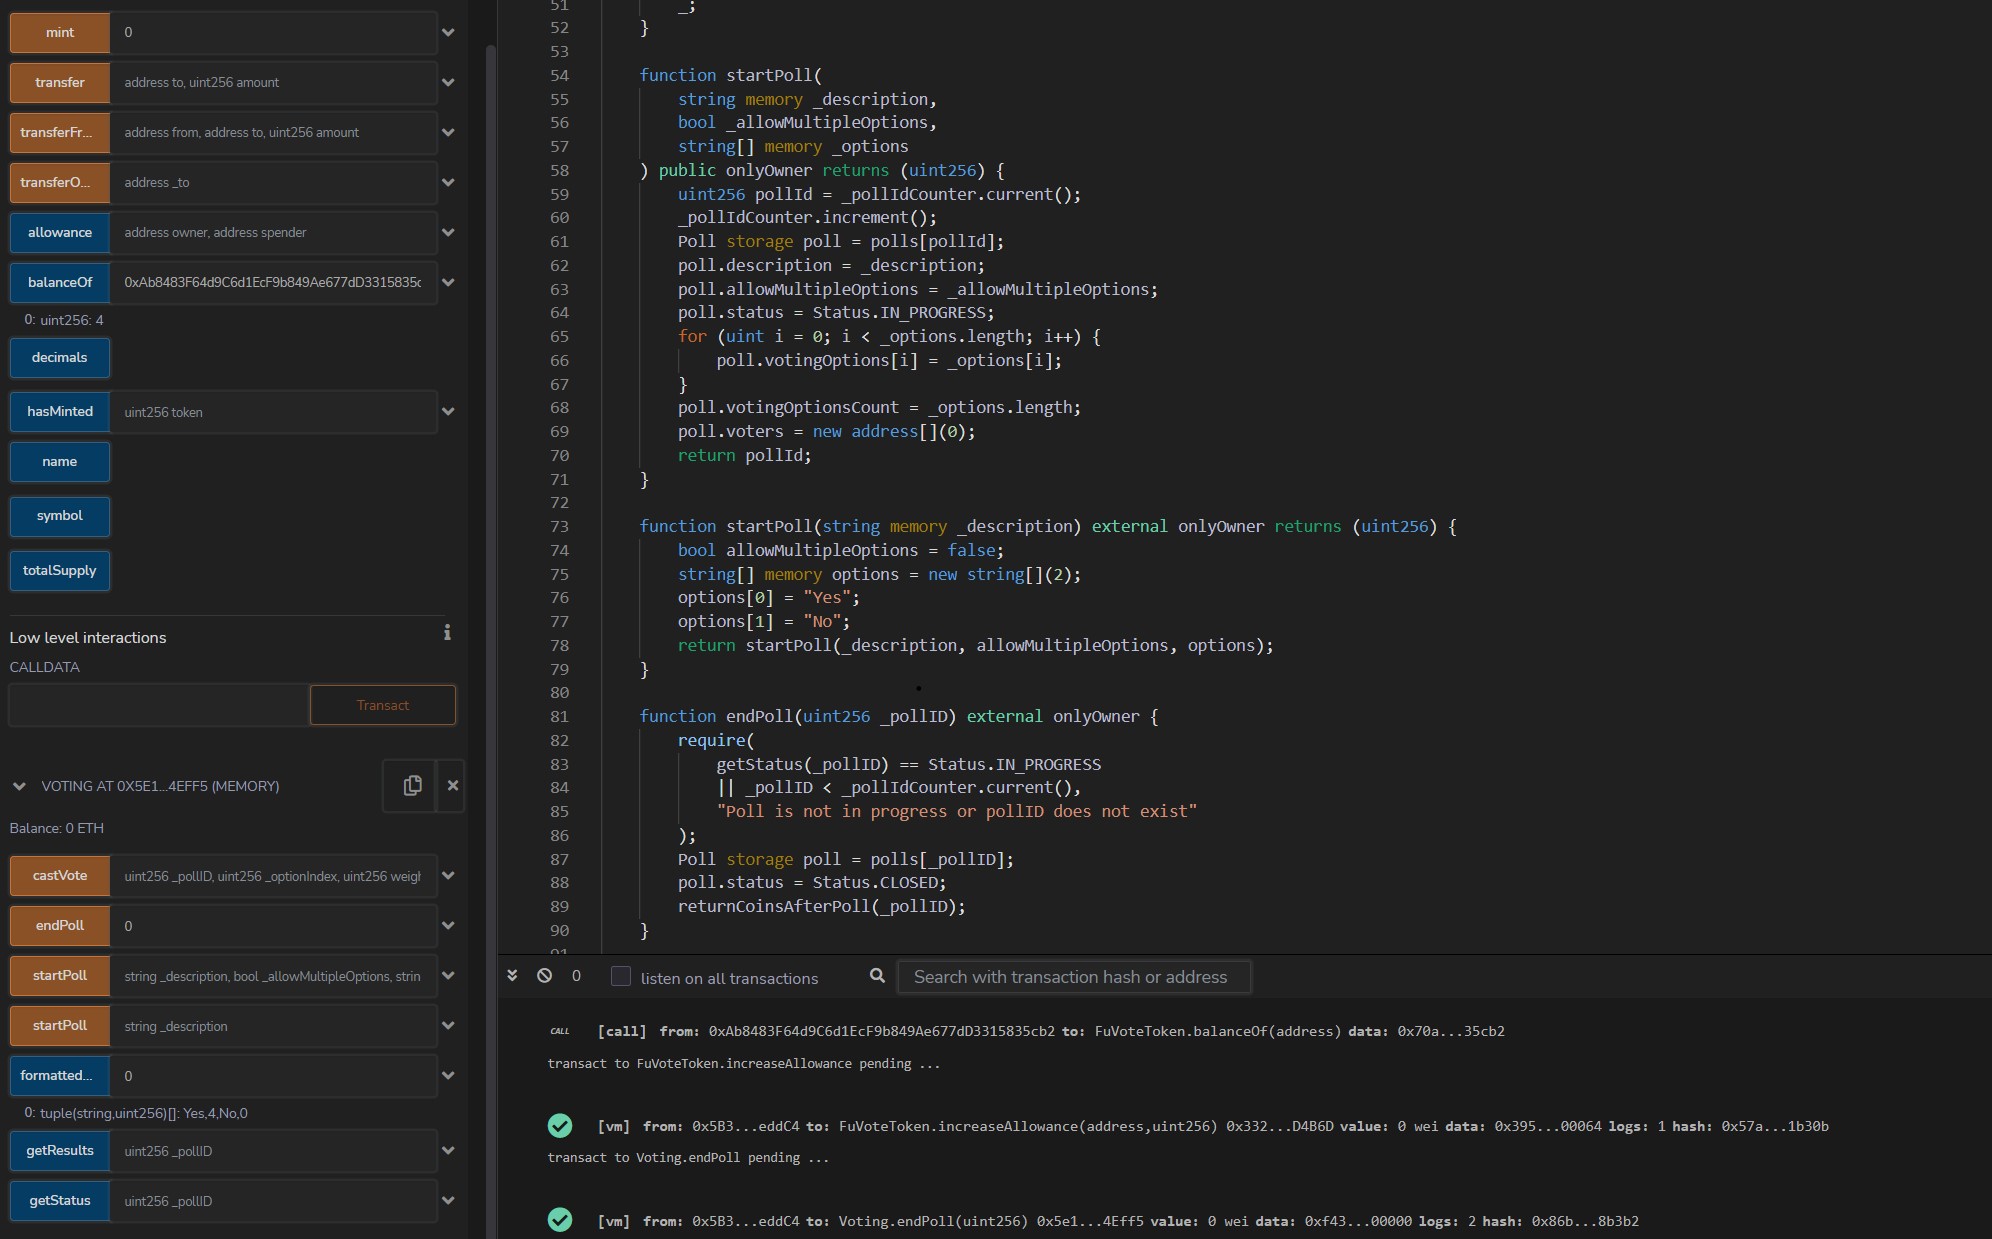 mint 0
transfer address to, uint256 amount
transferFr... address from, address to, uint256 amount
transferO... address _to
allowance address owner, address spender
balanceOf 0xAb8483F64d9C6d1EcF9b849Ae677dD3315835c
0: uint256: 4
decimals
hasMinted uint256 token
name
symbol
totalSupply
Low level interactions
CALLDATA
Transact
VOTING AT 0X5E1...4EFF5 (MEMORY)
Balance: 0 ETH
castVote uint256 _pollID, uint256 _optionIndex, uint256 weigh
endPoll 0
startPoll string _description, bool _allowMultipleOptions, strin
startPoll string _description
formatted... 0
0: tuple(string,uint256)[]: Yes,4,No,0
getResults uint256 _pollID
getStatus uint256 _pollID
51 _;
52 }
53
54 function startPoll(
55 string memory _description,
56 bool _allowMultipleOptions,
57 string[] memory _options
58 ) public onlyOwner returns (uint256) {
59 uint256 pollId = _pollIdCounter.current();
60 _pollIdCounter.increment();
61 Poll storage poll = polls[pollId];
62 poll.description = _description;
63 poll.allowMultipleOptions = _allowMultipleOptions;
64 poll.status = Status.IN_PROGRESS;
65 for (uint i = 0; i < _options.length; i++) {
66 poll.votingOptions[i] = _options[i];
67 }
68 poll.votingOptionsCount = _options.length;
69 poll.voters = new address[](0);
70 return pollId;
71 }
72
73 function startPoll(string memory _description) external onlyOwner returns (uint256) {
74 bool allowMultipleOptions = false;
75 string[] memory options = new string[](2);
76 options[0] = "Yes";
77 options[1] = "No";
78 return startPoll(_description, allowMultipleOptions, options);
79 }
80
81 function endPoll(uint256 _pollID) external onlyOwner {
82 require(
83 getStatus(_pollID) == Status.IN_PROGRESS
84 || _pollID < _pollIdCounter.current(),
85 "Poll is not in progress or pollID does not exist"
86 );
87 Poll storage poll = polls[_pollID];
88 poll.status = Status.CLOSED;
89 returnCoinsAfterPoll(_pollID);
90 }
91
0 listen on all transactions Search with transaction hash or address
CALL [call] from: 0xAb8483F64d9C6d1EcF9b849Ae677dD3315835cb2 to: FuVoteToken.balanceOf(address) data: 0x70a...35cb2
transact to FuVoteToken.increaseAllowance pending ...
[vm] from: 0x5B3...eddC4 to: FuVoteToken.increaseAllowance(address,uint256) 0x332...D4B6D value: 0 wei data: 0x395...00064 logs: 1 hash: 0x57a...1b30b
transact to Voting.endPoll pending ...
[vm] from: 0x5B3...eddC4 to: Voting.endPoll(uint256) 0x5e1...4Eff5 value: 0 wei data: 0xf43...00000 logs: 2 hash: 0x86b...8b3b2